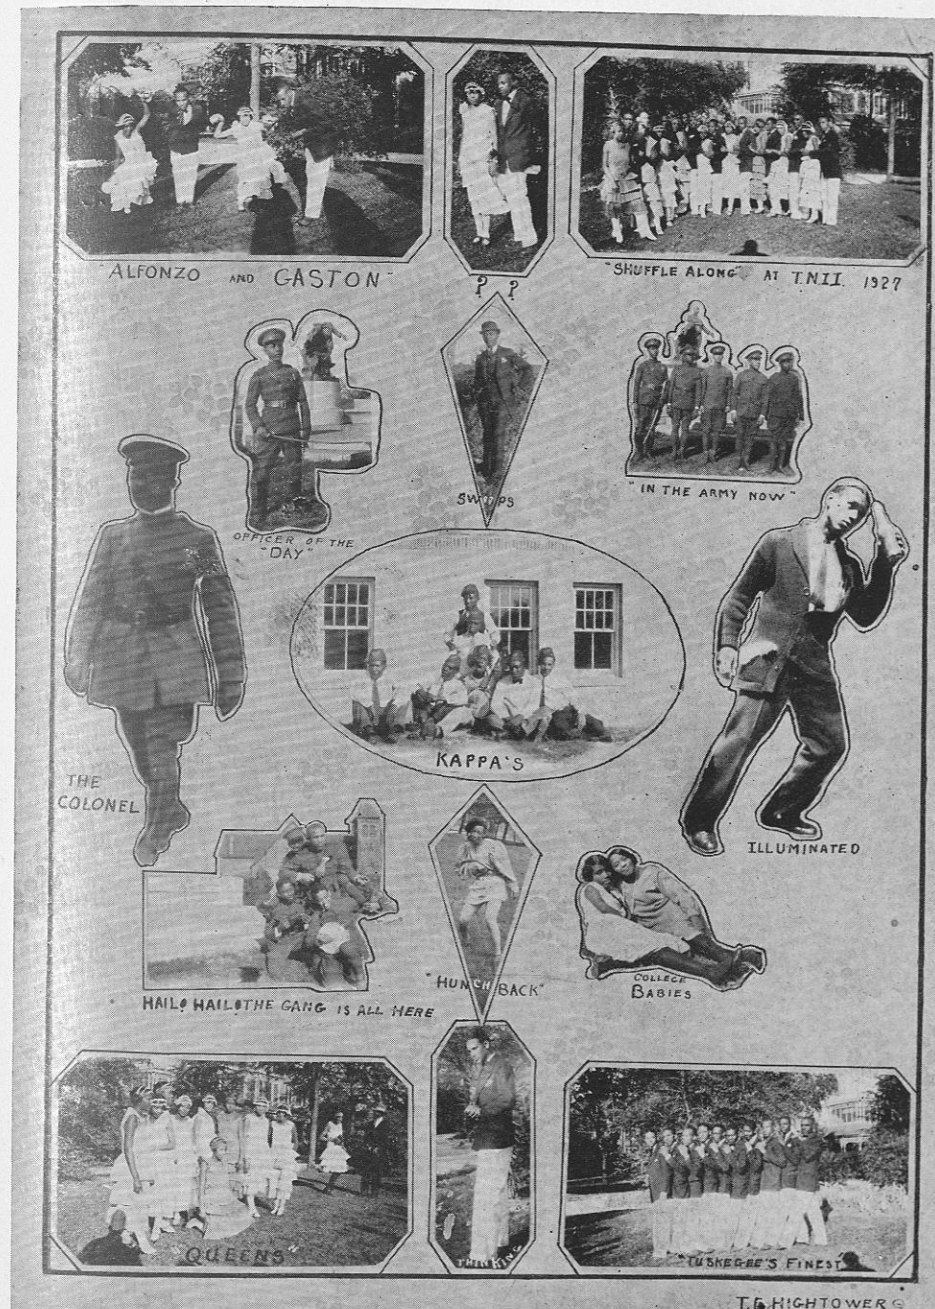 "ALFONZO AND GASTON"
? ?
"SHUFFLE ALONG" AT T.N.I.I. 1927
OFFICER OF THE
"DAY"
SWIPS
"IN THE ARMY NOW"
THE
COLONEL
KAPPA'S
ILLUMINATED
HAIL! HAIL! THE GANG IS ALL HERE
"HUNCH BACK"
COLLEGE
BABIES
"QUEENS"
THINKING
"TUSKEGEE'S FINEST"
T.E. HIGHTOWER